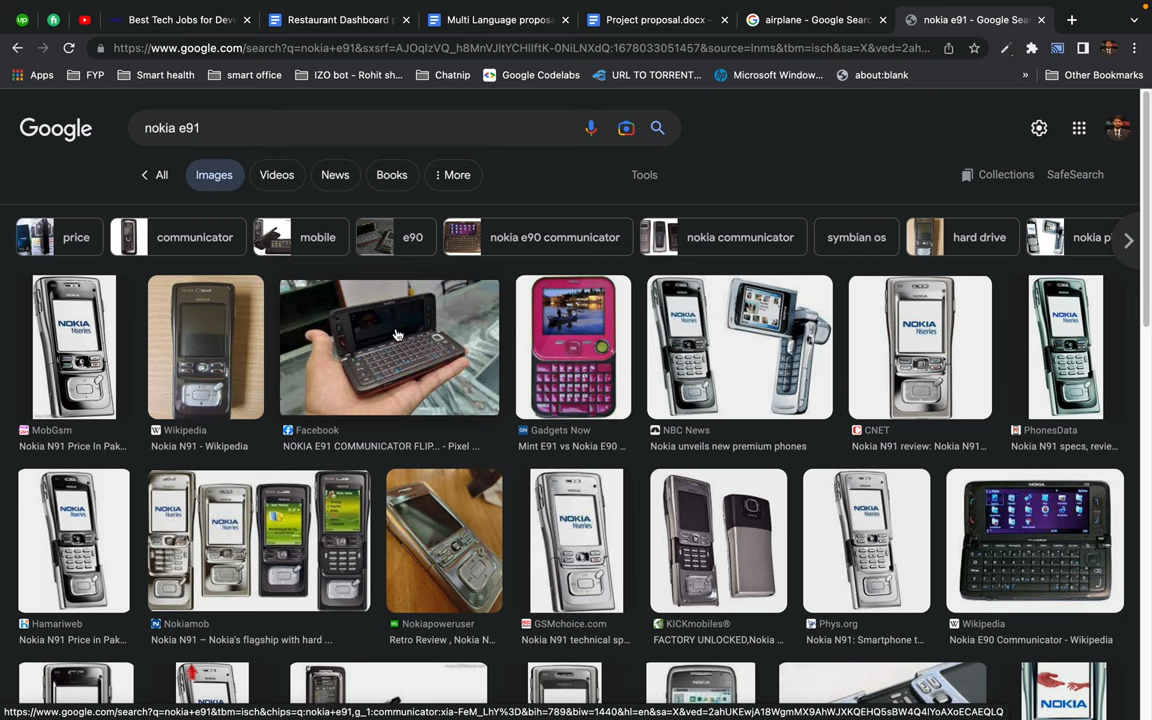 Best Tech Jobs for Deve
Restaurant Dashboard p
Multi Language propos
Project proposal.docx
airplane - Google Searc
nokia e91 - Google Sea
https://www.google.com/search?q=nokia+e91&sxsrf=AJOqlzVQ_h8MnVJltYCHlIftK-0NiLNXdQ:1678033051457&source=lnms&tbm=isch&sa=X&ved=2ah...
Apps
FYP
Smart health
smart office
IZO bot - Rohit sh...
Chatnip
Google Codelabs
URL TO TORRENT...
Microsoft Window...
about:blank
»
Other Bookmarks
Google
nokia e91
All
Images
Videos
News
Books
More
Tools
Collections
SafeSearch
price
communicator
mobile
e90
nokia e90 communicator
nokia communicator
symbian os
hard drive
nokia p
MobGsm
Nokia N91 Price In Pak...
Wikipedia
Nokia N91 - Wikipedia
Facebook
NOKIA E91 COMMUNICATOR FLIP... - Pixel ...
Gadgets Now
Mint E91 vs Nokia E90 ...
NBC News
Nokia unveils new premium phones
CNET
Nokia N91 review: Nokia N91...
PhonesData
Nokia N91 specs, revie...
Hamariweb
Nokia N91 Price in Pak...
Nokiamob
Nokia N91 – Nokia's flagship with hard ...
Nokiapoweruser
Retro Review , Nokia N...
GSMchoice.com
Nokia N91 technical sp...
KICKmobiles®
FACTORY UNLOCKED,Nokia ...
Phys.org
Nokia N91: Smartphone t...
Wikipedia
Nokia E90 Communicator - Wikipedia
https://www.google.com/search?q=nokia+e91&tbm=isch&chips=q:nokia+e91,g_1:communicator:xia-FeM_LhY%3D&bih=789&biw=1440&hl=en&sa=X&ved=2ahUKEwjA18WgmMX9AhWJXKQEHQ5sBW4Q4lYoAXoECAEQLQ